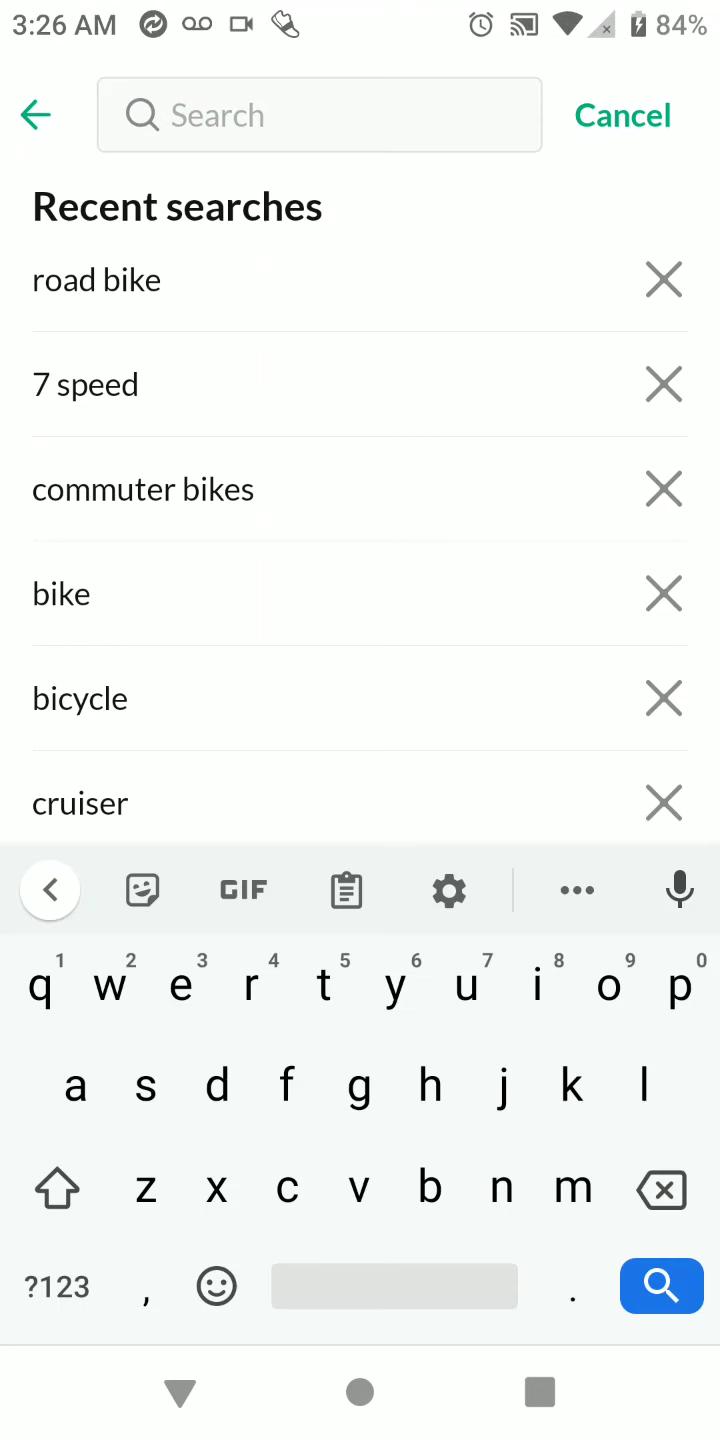 3:26 AM 84%
Search Cancel
Recent searches
road bike
7 speed
commuter bikes
bike
bicycle
cruiser
GIF
1 2 3 4 5 6 7 8 9 0
q w e r t y u i o p
a s d f g h j k l
z x c v b n m
?123 , .